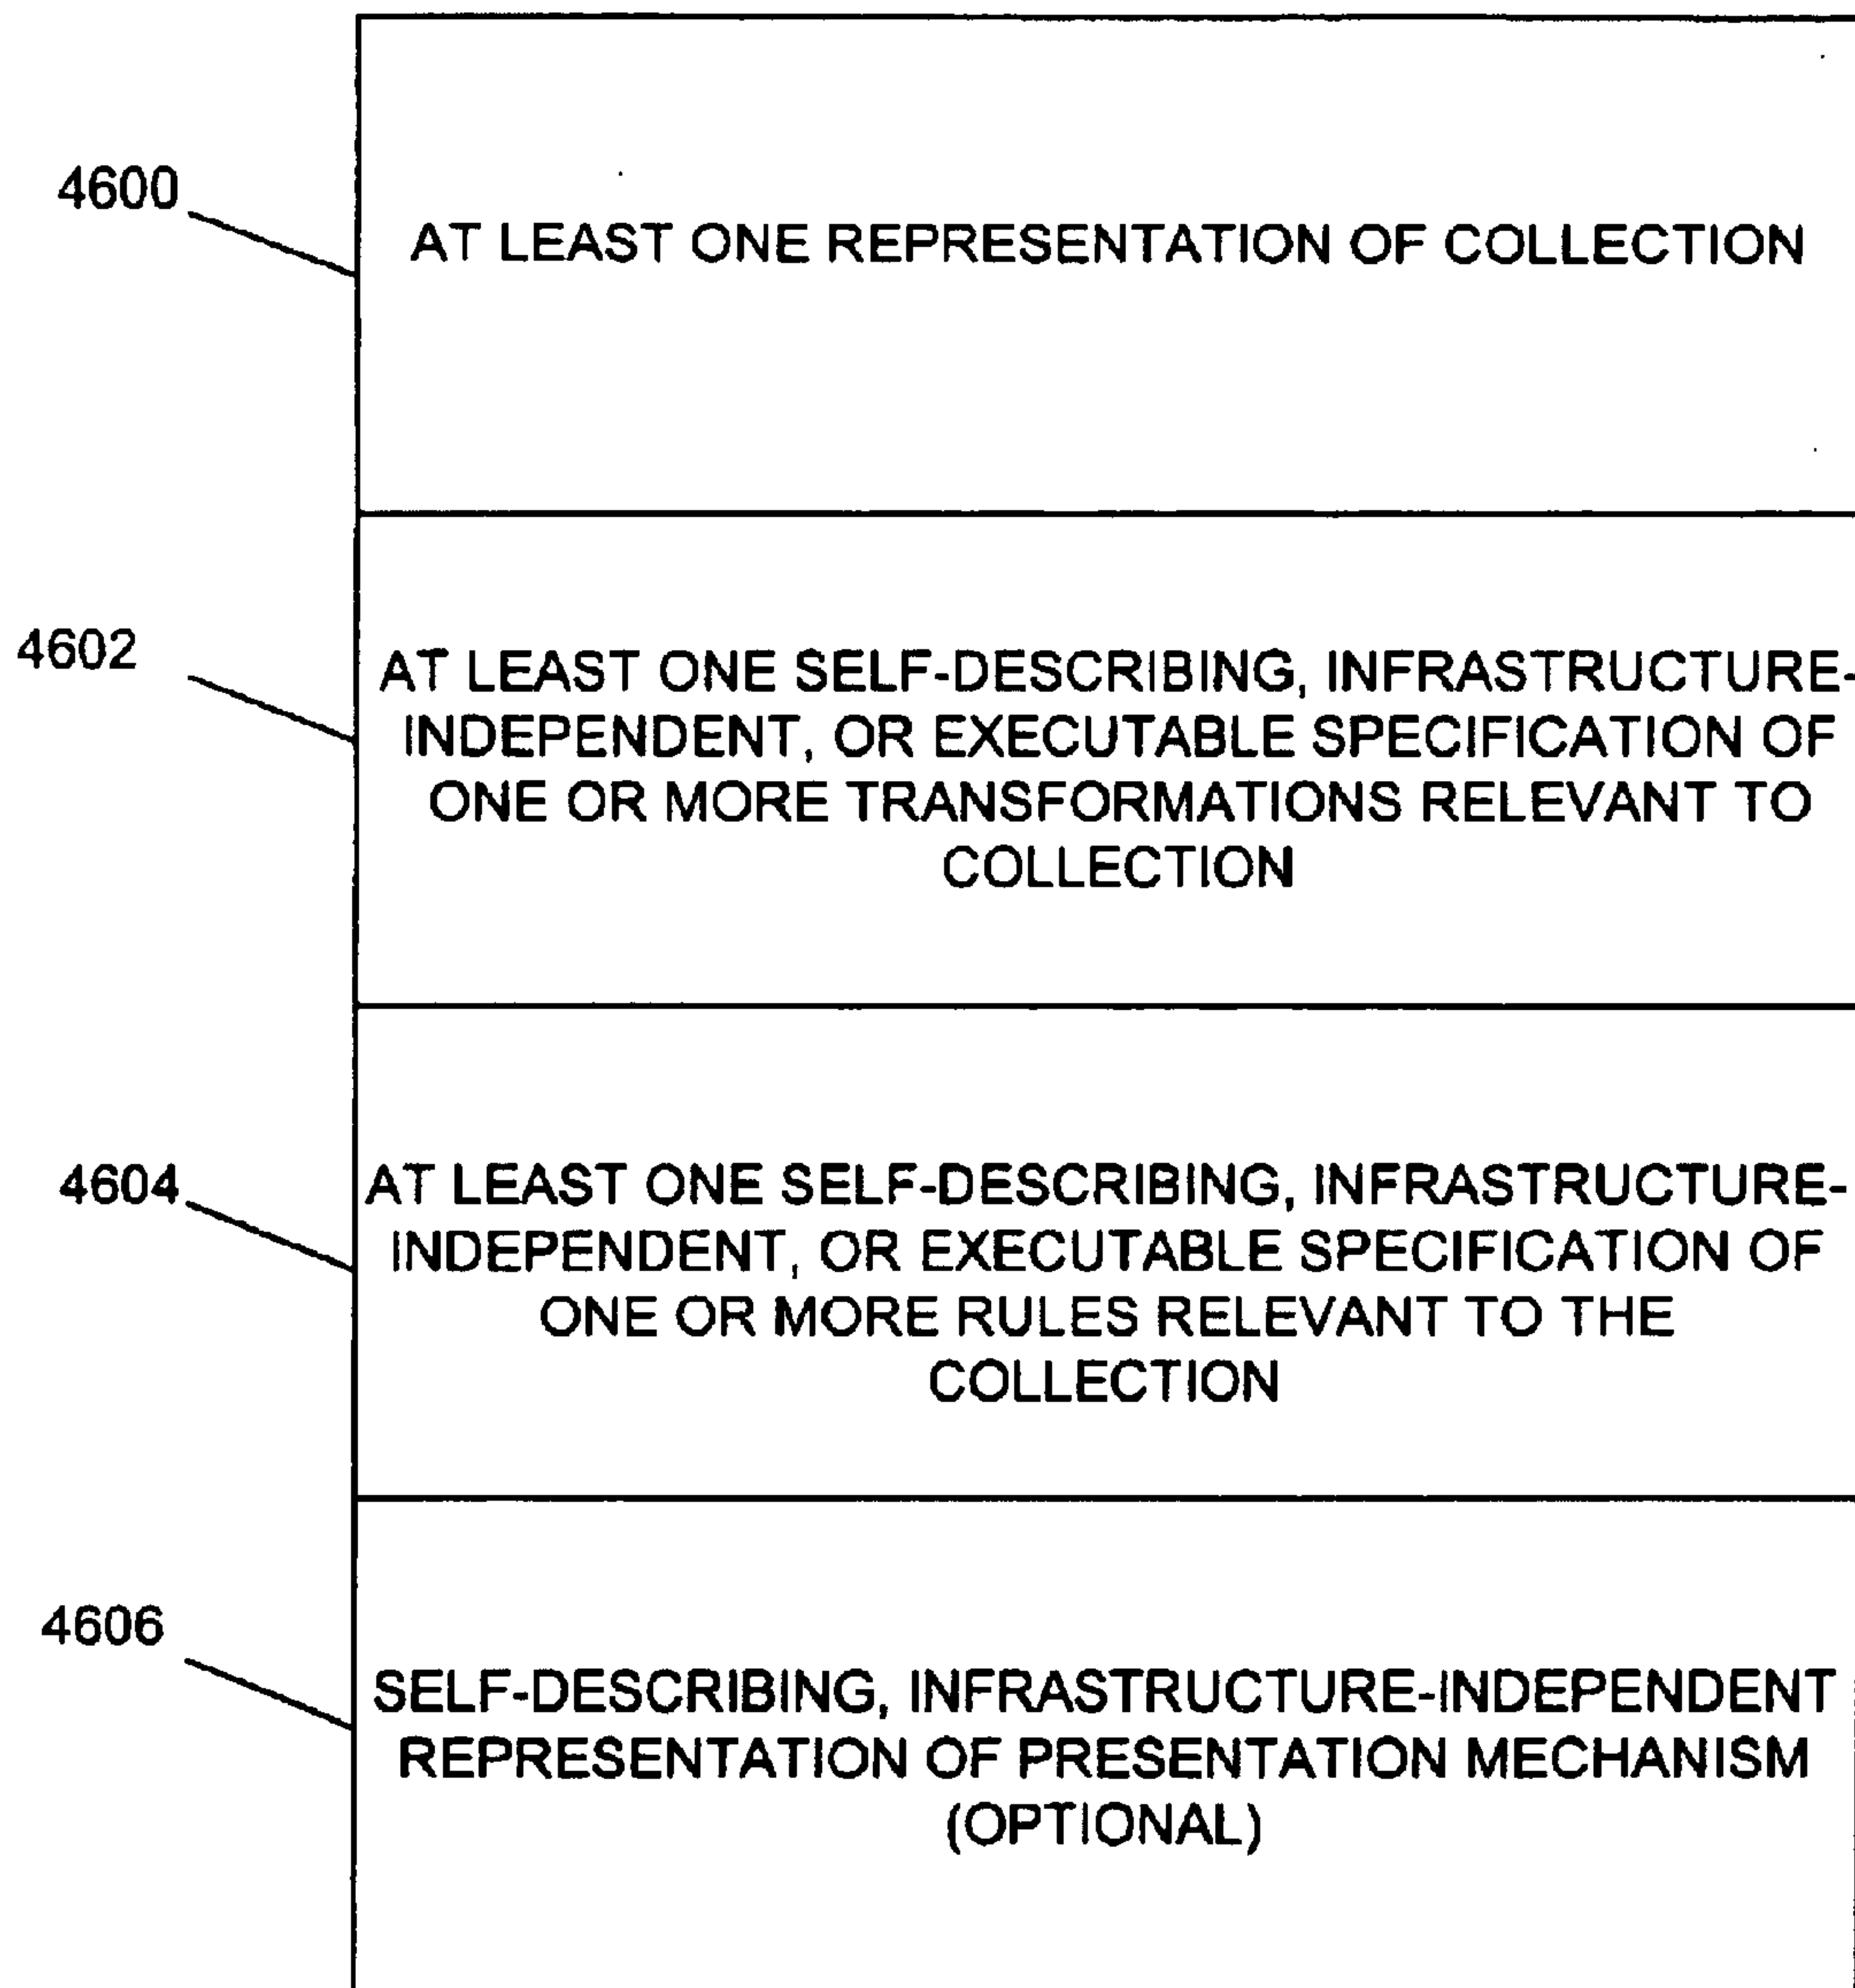 4600
AT LEAST ONE REPRESENTATION OF COLLECTION
4602
AT LEAST ONE SELF-DESCRIBING, INFRASTRUCTURE-
INDEPENDENT, OR EXECUTABLE SPECIFICATION OF
ONE OR MORE TRANSFORMATIONS RELEVANT TO
COLLECTION
4604
AT LEAST ONE SELF-DESCRIBING, INFRASTRUCTURE-
INDEPENDENT, OR EXECUTABLE SPECIFICATION OF
ONE OR MORE RULES RELEVANT TO THE
COLLECTION
4606
SELF-DESCRIBING, INFRASTRUCTURE-INDEPENDENT
REPRESENTATION OF PRESENTATION MECHANISM
(OPTIONAL)